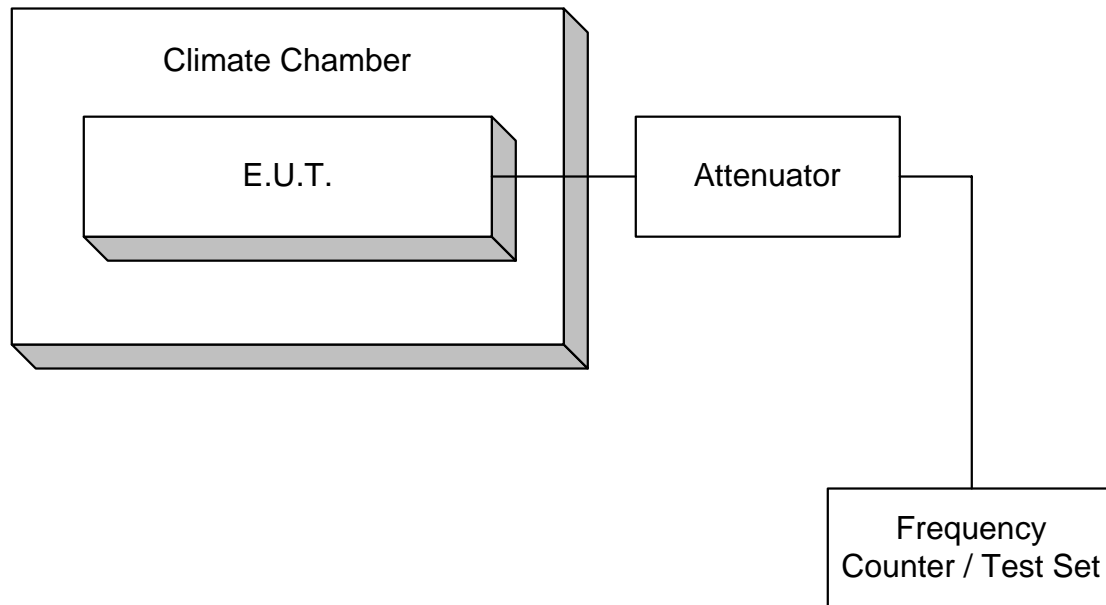 Climate Chamber
E.U.T.
Attenuator
Frequency
Counter / Test Set